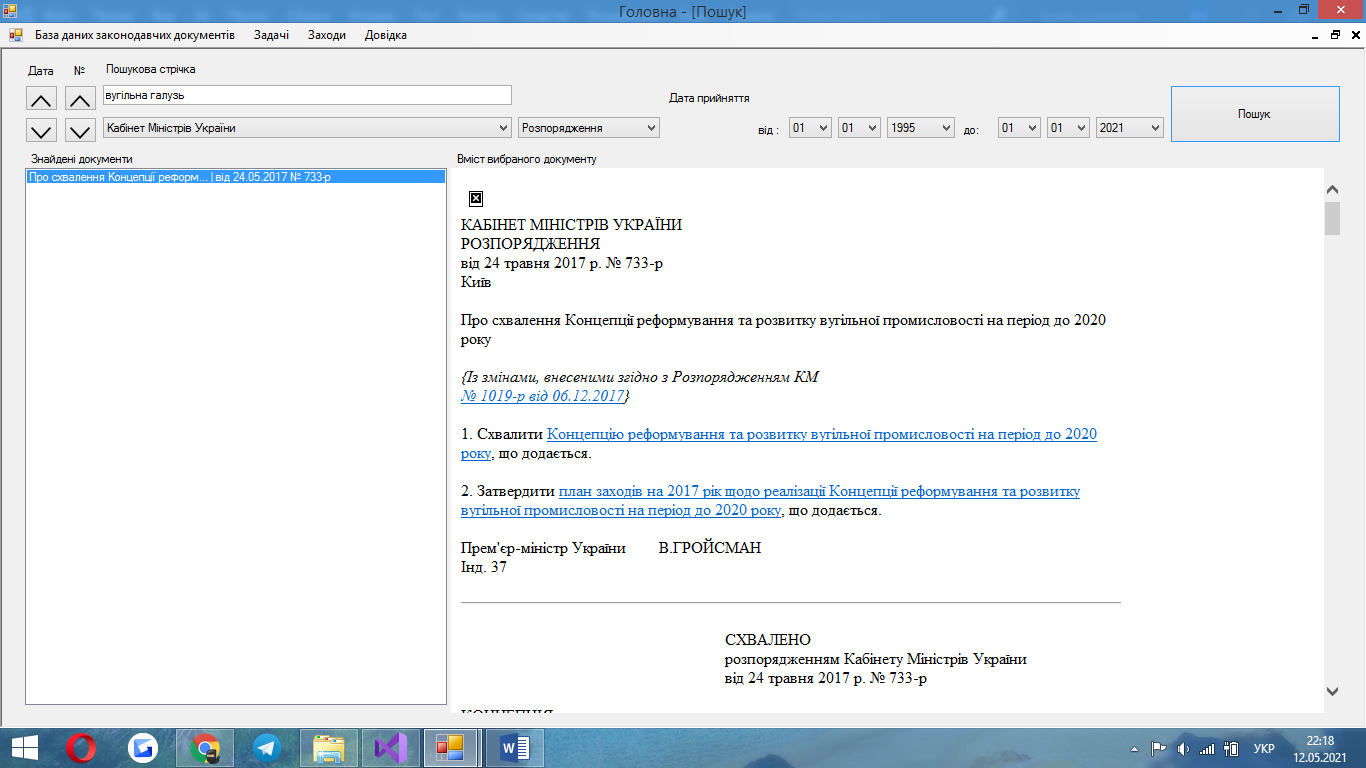 Головна - [Пошук]
База даних законодавчих документів Задачі Заходи Довідка
Дата № Пошукова стрічка
вугільна галузь
Дата прийняття
Пошук
Кабінет Міністрів України Розпорядження від : 01 01 1995 до: 01 01 2021
Знайдені документи
Вміст вибраного документу
Про схвалення Концепції реформ... | від 24.05.2017 № 733-р
КАБІНЕТ МІНІСТРІВ УКРАЇНИ
РОЗПОРЯДЖЕННЯ
від 24 травня 2017 р. № 733-р
Київ
Про схвалення Концепції реформування та розвитку вугільної промисловості на період до 2020
року
{Із змінами, внесеними згідно з Розпорядженням КМ
№ 1019-р від 06.12.2017}
1. Схвалити Концепцію реформування та розвитку вугільної промисловості на період до 2020
року, що додається.
2. Затвердити план заходів на 2017 рік щодо реалізації Концепції реформування та розвитку
вугільної промисловості на період до 2020 року, що додається.
Прем'єр-міністр України В.ГРОЙСМАН
Інд. 37
СХВАЛЕНО
розпорядженням Кабінету Міністрів України
від 24 травня 2017 р. № 733-р
КОНЦЕПЦІЯ
УКР
22:18
12.05.2021